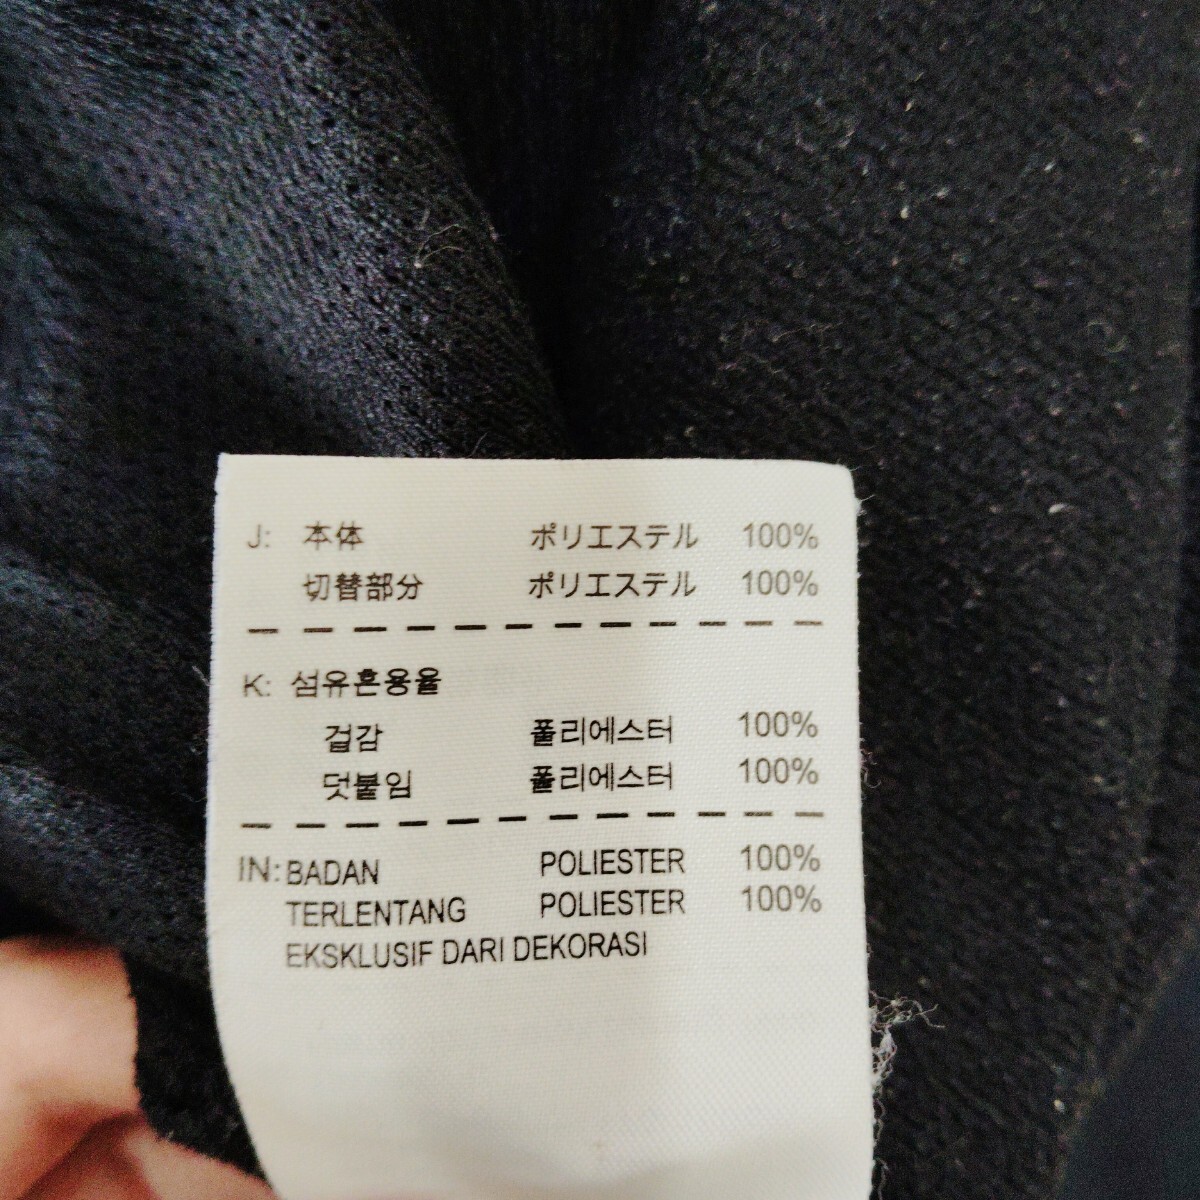 J: 本体 ポリエステル 100%
切替部分 ポリエステル 100%
K: 섬유혼용율
겉감 폴리에스터 100%
덧붙임 폴리에스터 100%
IN: BADAN POLIESTER 100%
TERLENTANG POLIESTER 100%
EKSKLUSIF DARI DEKORASI